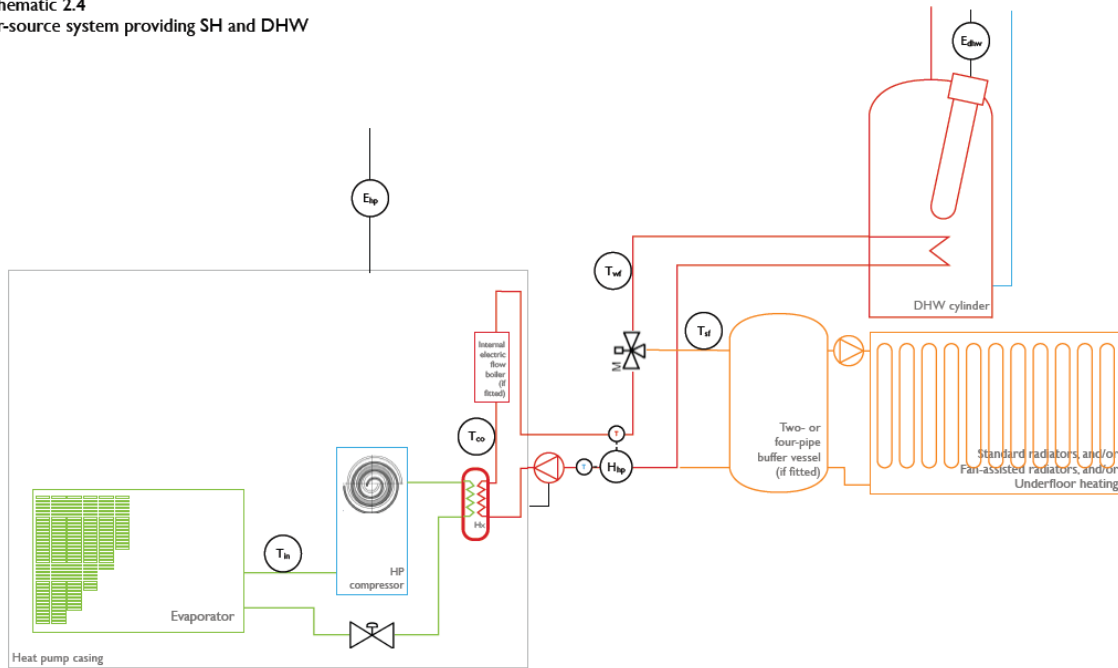 hematic 2.4
r-source system providing SH and DHW
Edhw
Ehp
Twf
DHW cylinder
Tsf
Internal
electric
flow
boiler
(if
fitted)
M
Tco
T
Two- or
four-pipe
buffer vessel
(if fitted)
Standard radiators, and/or
Fan-assisted radiators, and/or
Underfloor heating
T
Hhp
Hx
Tin
HP
compressor
Evaporator
Heat pump casing